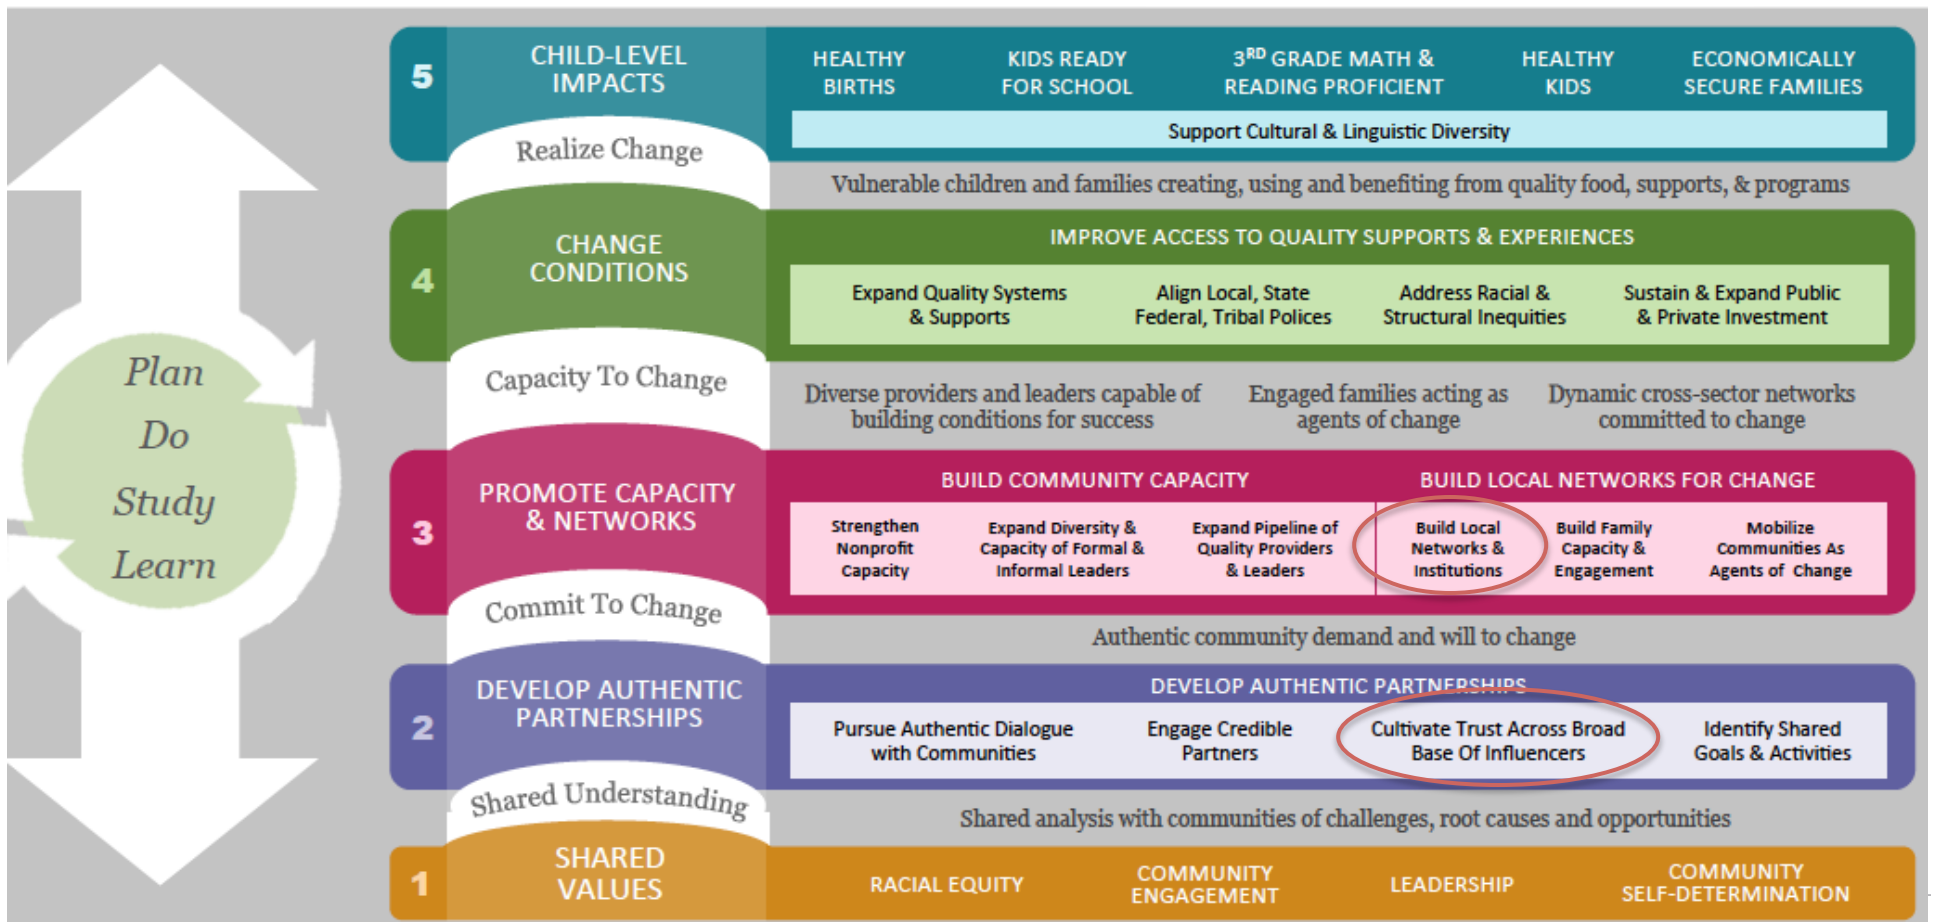 Plan
Do
Study
Learn
5
CHILD-LEVEL
IMPACTS
HEALTHY
BIRTHS
KIDS READY
FOR SCHOOL
3RD GRADE MATH &
READING PROFICIENT
HEALTHY
KIDS
ECONOMICALLY
SECURE FAMILIES
Support Cultural & Linguistic Diversity
Realize Change
Vulnerable children and families creating, using and benefiting from quality food, supports, & programs
4
CHANGE
CONDITIONS
IMPROVE ACCESS TO QUALITY SUPPORTS & EXPERIENCES
Expand Quality Systems
& Supports
Align Local, State
Federal, Tribal Polices
Address Racial &
Structural Inequities
Sustain & Expand Public
& Private Investment
Capacity To Change
Diverse providers and leaders capable of
building conditions for success
Engaged families acting as
agents of change
Dynamic cross-sector networks
committed to change
3
PROMOTE CAPACITY
& NETWORKS
BUILD COMMUNITY CAPACITY
Strengthen
Nonprofit
Capacity
Expand Diversity &
Capacity of Formal &
Informal Leaders
Expand Pipeline of
Quality Providers
& Leaders
BUILD LOCAL NETWORKS FOR CHANGE
Build Local
Networks &
Institutions
Build Family
Capacity &
Engagement
Mobilize
Communities As
Agents of Change
Commit To Change
Authentic community demand and will to change
2
DEVELOP AUTHENTIC
PARTNERSHIPS
DEVELOP AUTHENTIC PARTNERSHIPS
Pursue Authentic Dialogue
with Communities
Engage Credible
Partners
Cultivate Trust Across Broad
Base Of Influencers
Identify Shared
Goals & Activities
Shared Understanding
Shared analysis with communities of challenges, root causes and opportunities
1
SHARED
VALUES
RACIAL EQUITY
COMMUNITY
ENGAGEMENT
LEADERSHIP
COMMUNITY
SELF-DETERMINATION